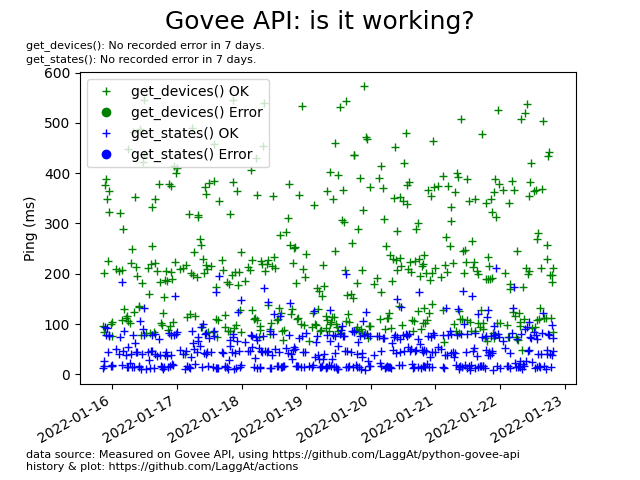 Govee API: is it working?
get_devices(): No recorded error in 7 days.
get_states(): No recorded error in 7 days.
600
500
400
300
200
100
0
Ping (ms)
get_devices() OK
get_devices() Error
get_states() OK
get_states() Error
2022-01-16
2022-01-17
2022-01-18
2022-01-19
2022-01-20
2022-01-21
2022-01-22
2022-01-23
data source: Measured on Govee API, using https://github.com/LaggAt/python-govee-api
history & plot: https://github.com/LaggAt/actions